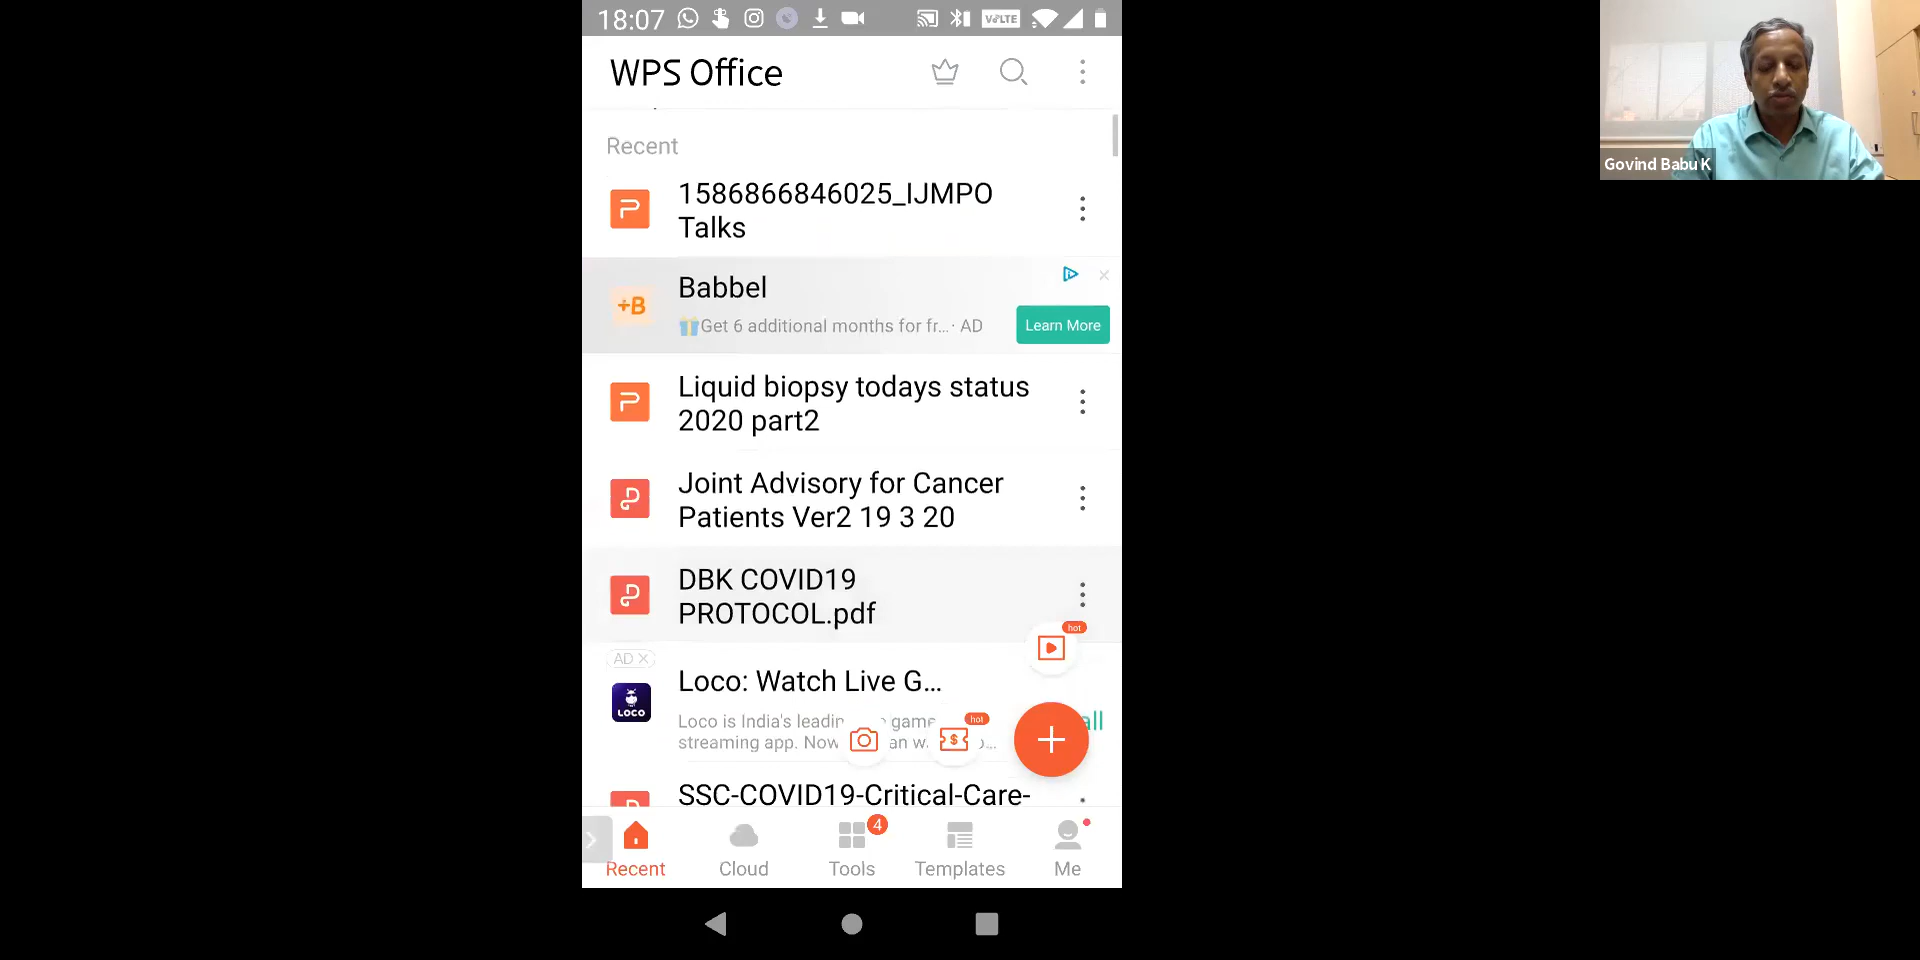 18:07
VoLTE
WPS Office
Recent
1586866846025_IJMPO
Talks
Babbel
Get 6 additional months for fr... · AD
Learn More
+B
Liquid biopsy todays status
2020 part2
Joint Advisory for Cancer
Patients Ver2 19 3 20
DBK COVID19
PROTOCOL.pdf
hot
AD
LOCO
Loco: Watch Live G...
Loco is India's game
streaming app. Now
hot
SSC-COVID19-Critical-Care-
4
Recent
Cloud
Tools
Templates
Me
Govind Babu K